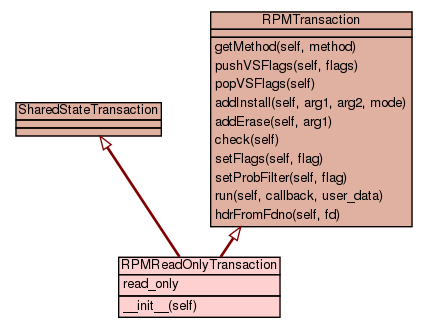 RPMTransaction
getMethod(self, method)
pushVSFlags(self, flags)
popVSFlags(self)
addInstall(self, arg1, arg2, mode)
addErase(self, arg1)
check(self)
setFlags(self, flag)
setProbFilter(self, flag)
run(self, callback, user_data)
hdrFromFdno(self, fd)
SharedStateTransaction
RPMReadOnlyTransaction
read_only
__init__(self)